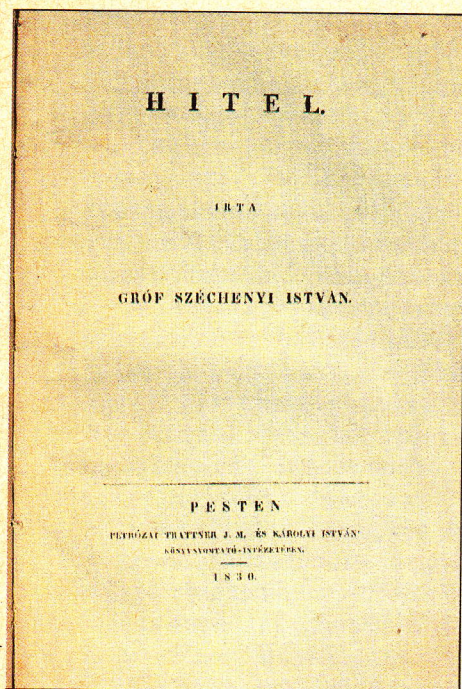 HITEL.
IRTA
GRÓF SZÉCHENYI ISTVÁN.
PESTEN
PETRÓZAI TRATTNER J. M. ÉS KÁROLYI ISTVÁN'
KÖNYVNYOMTATÓ-INTÉZETÉBEN.
1830.